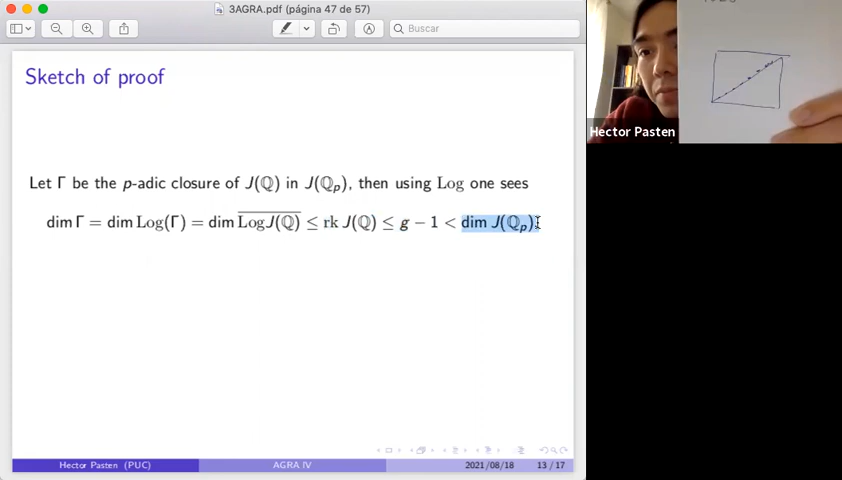 3AGRA.pdf (página 47 de 57)
Buscar
Sketch of proof
Let Γ be the p-adic closure of J(ℚ) in J(ℚₚ), then using Log one sees
dim Γ = dim Log(Γ) = dim \overline{Log J(ℚ)} ≤ rk J(ℚ) ≤ g − 1 < dim J(ℚₚ).
Hector Pasten (PUC) AGRA IV 2021/08/18 13 / 17
Hector Pasten